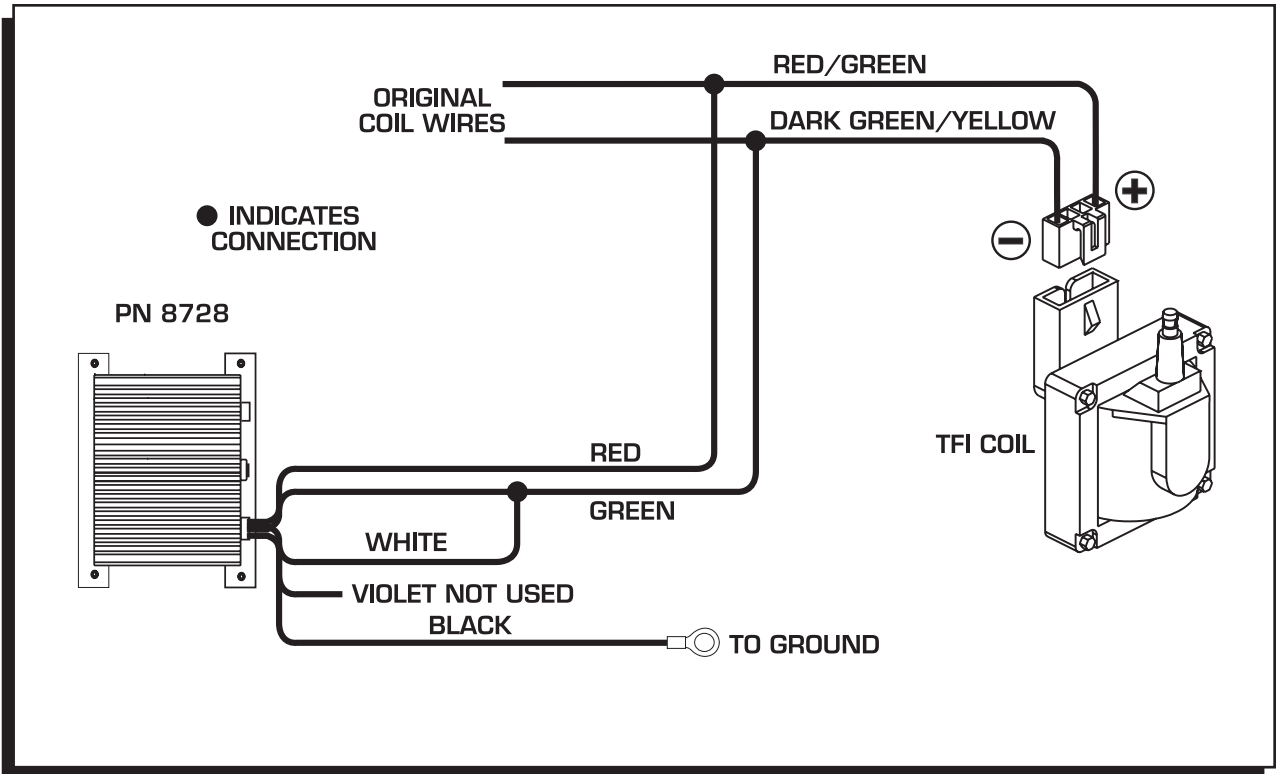 RED/GREEN
ORIGINAL
COIL WIRES
DARK GREEN/YELLOW
+
−
INDICATES
CONNECTION
PN 8728
TFI COIL
RED
GREEN
WHITE
VIOLET NOT USED
BLACK
TO GROUND